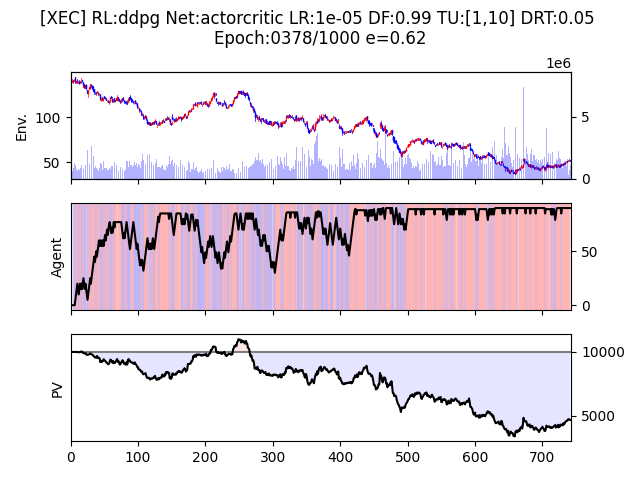 [XEC] RL:ddpg Net:actorcritic LR:1e-05 DF:0.99 TU:[1,10] DRT:0.05
Epoch:0378/1000 e=0.62
1e6
Env.
100
50
5
0
Agent
50
0
PV
10000
5000
0 100 200 300 400 500 600 700